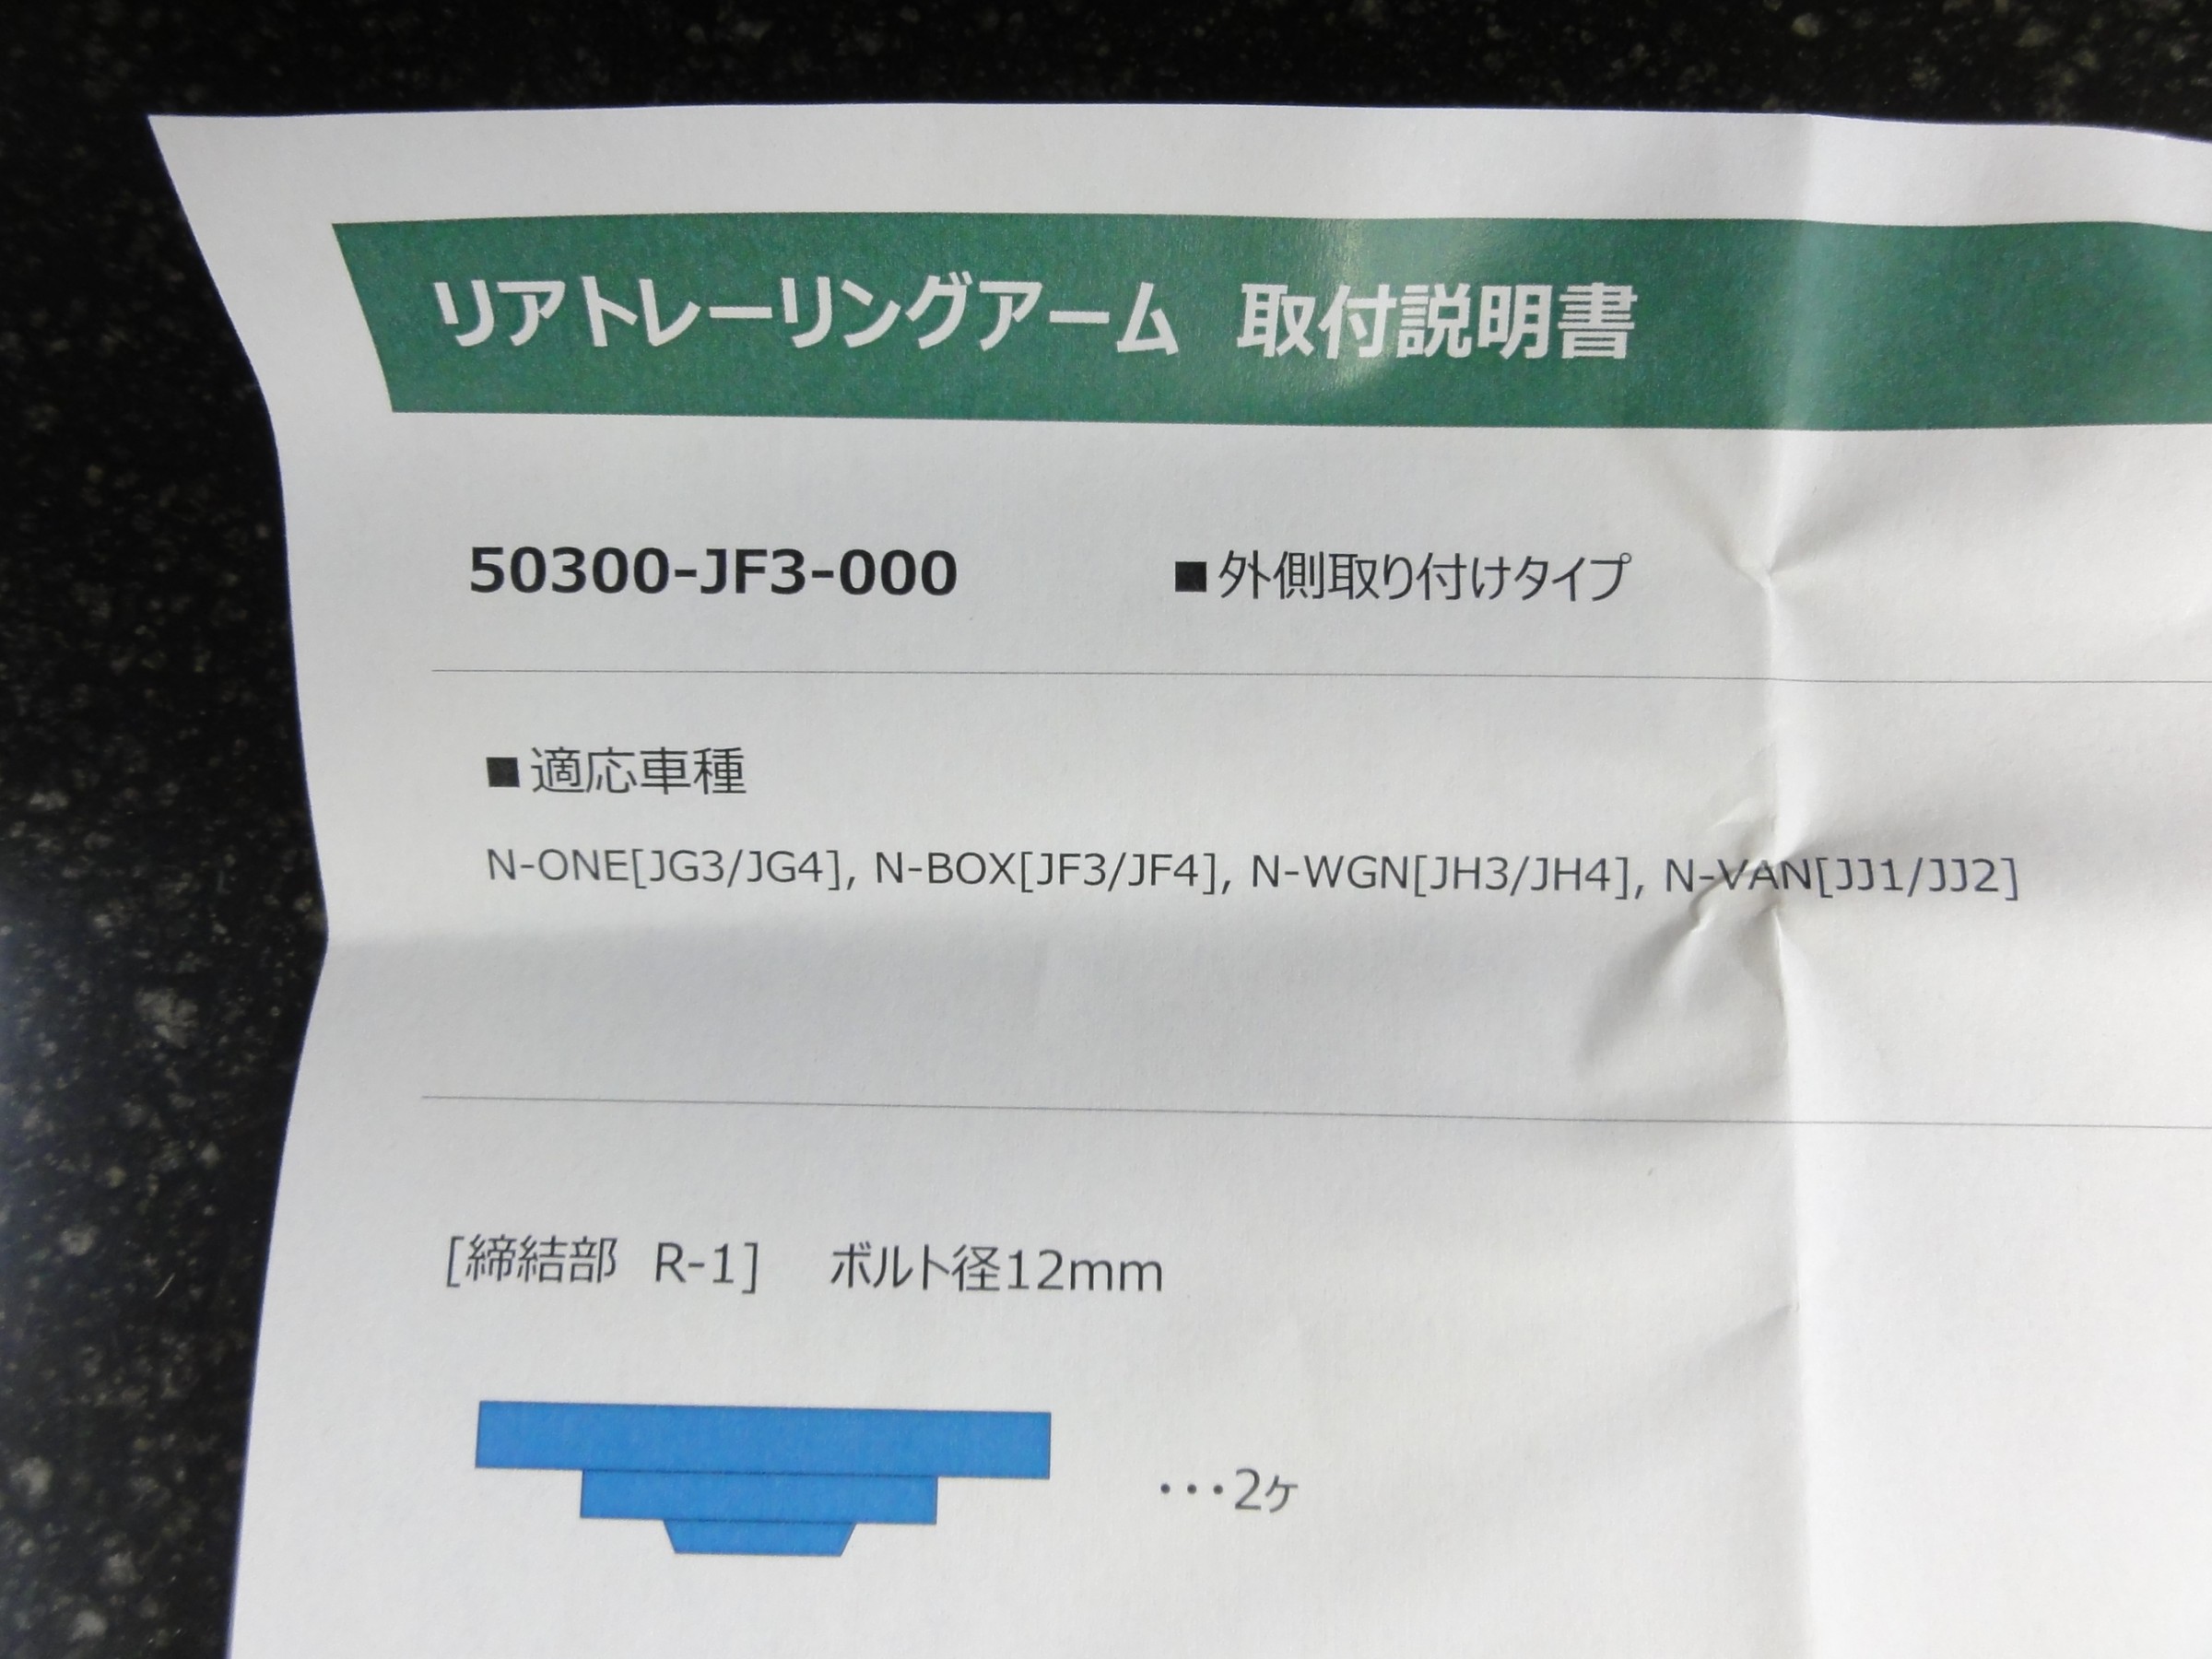 リアトレーリングアーム 取付説明書
50300-JF3-000 ■外側取り付けタイプ
■適応車種
N-ONE[JG3/JG4], N-BOX[JF3/JF4], N-WGN[JH3/JH4], N-VAN[JJ1/JJ2]
[締結部 R-1] ボルト径12mm
・・・2ケ